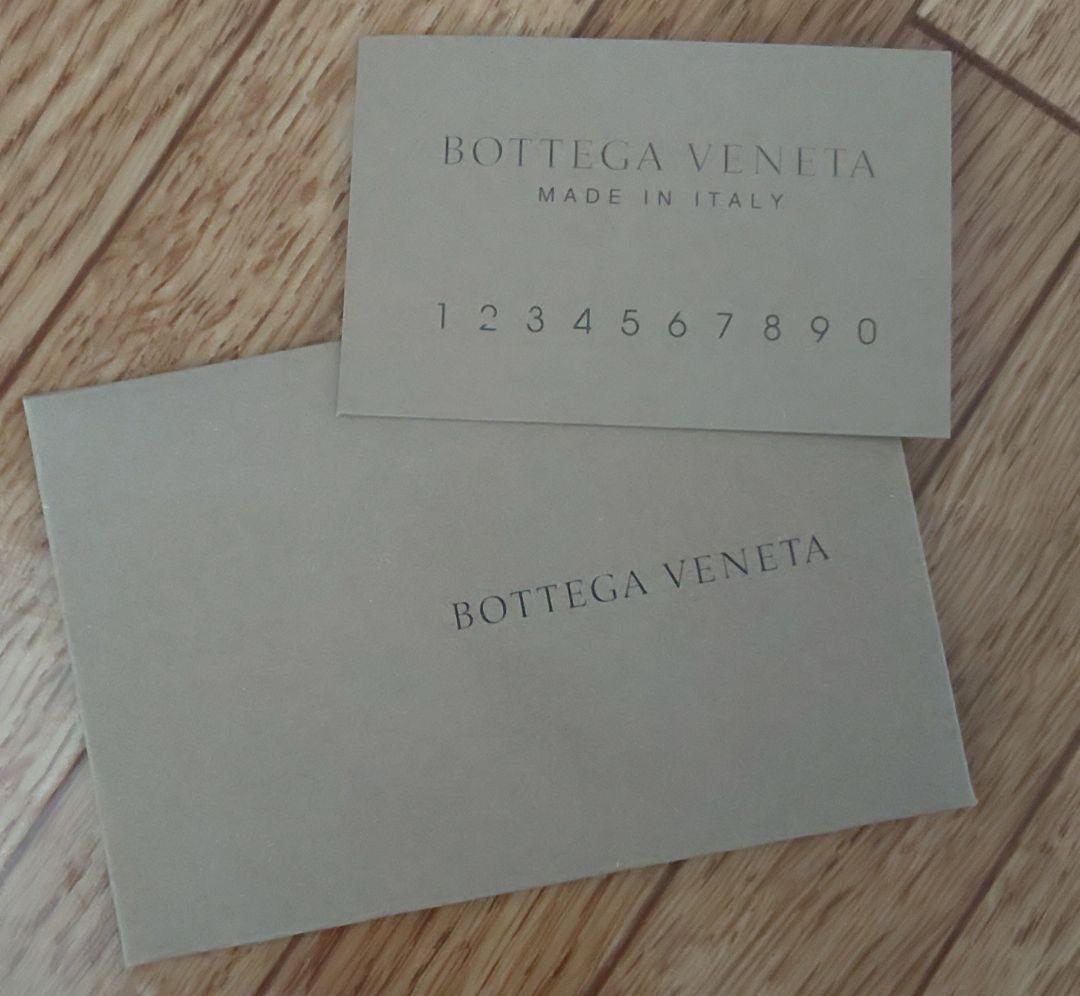 BOTTEGA VENETA
MADE IN ITALY
1 2 3 4 5 6 7 8 9 0
BOTTEGA VENETA